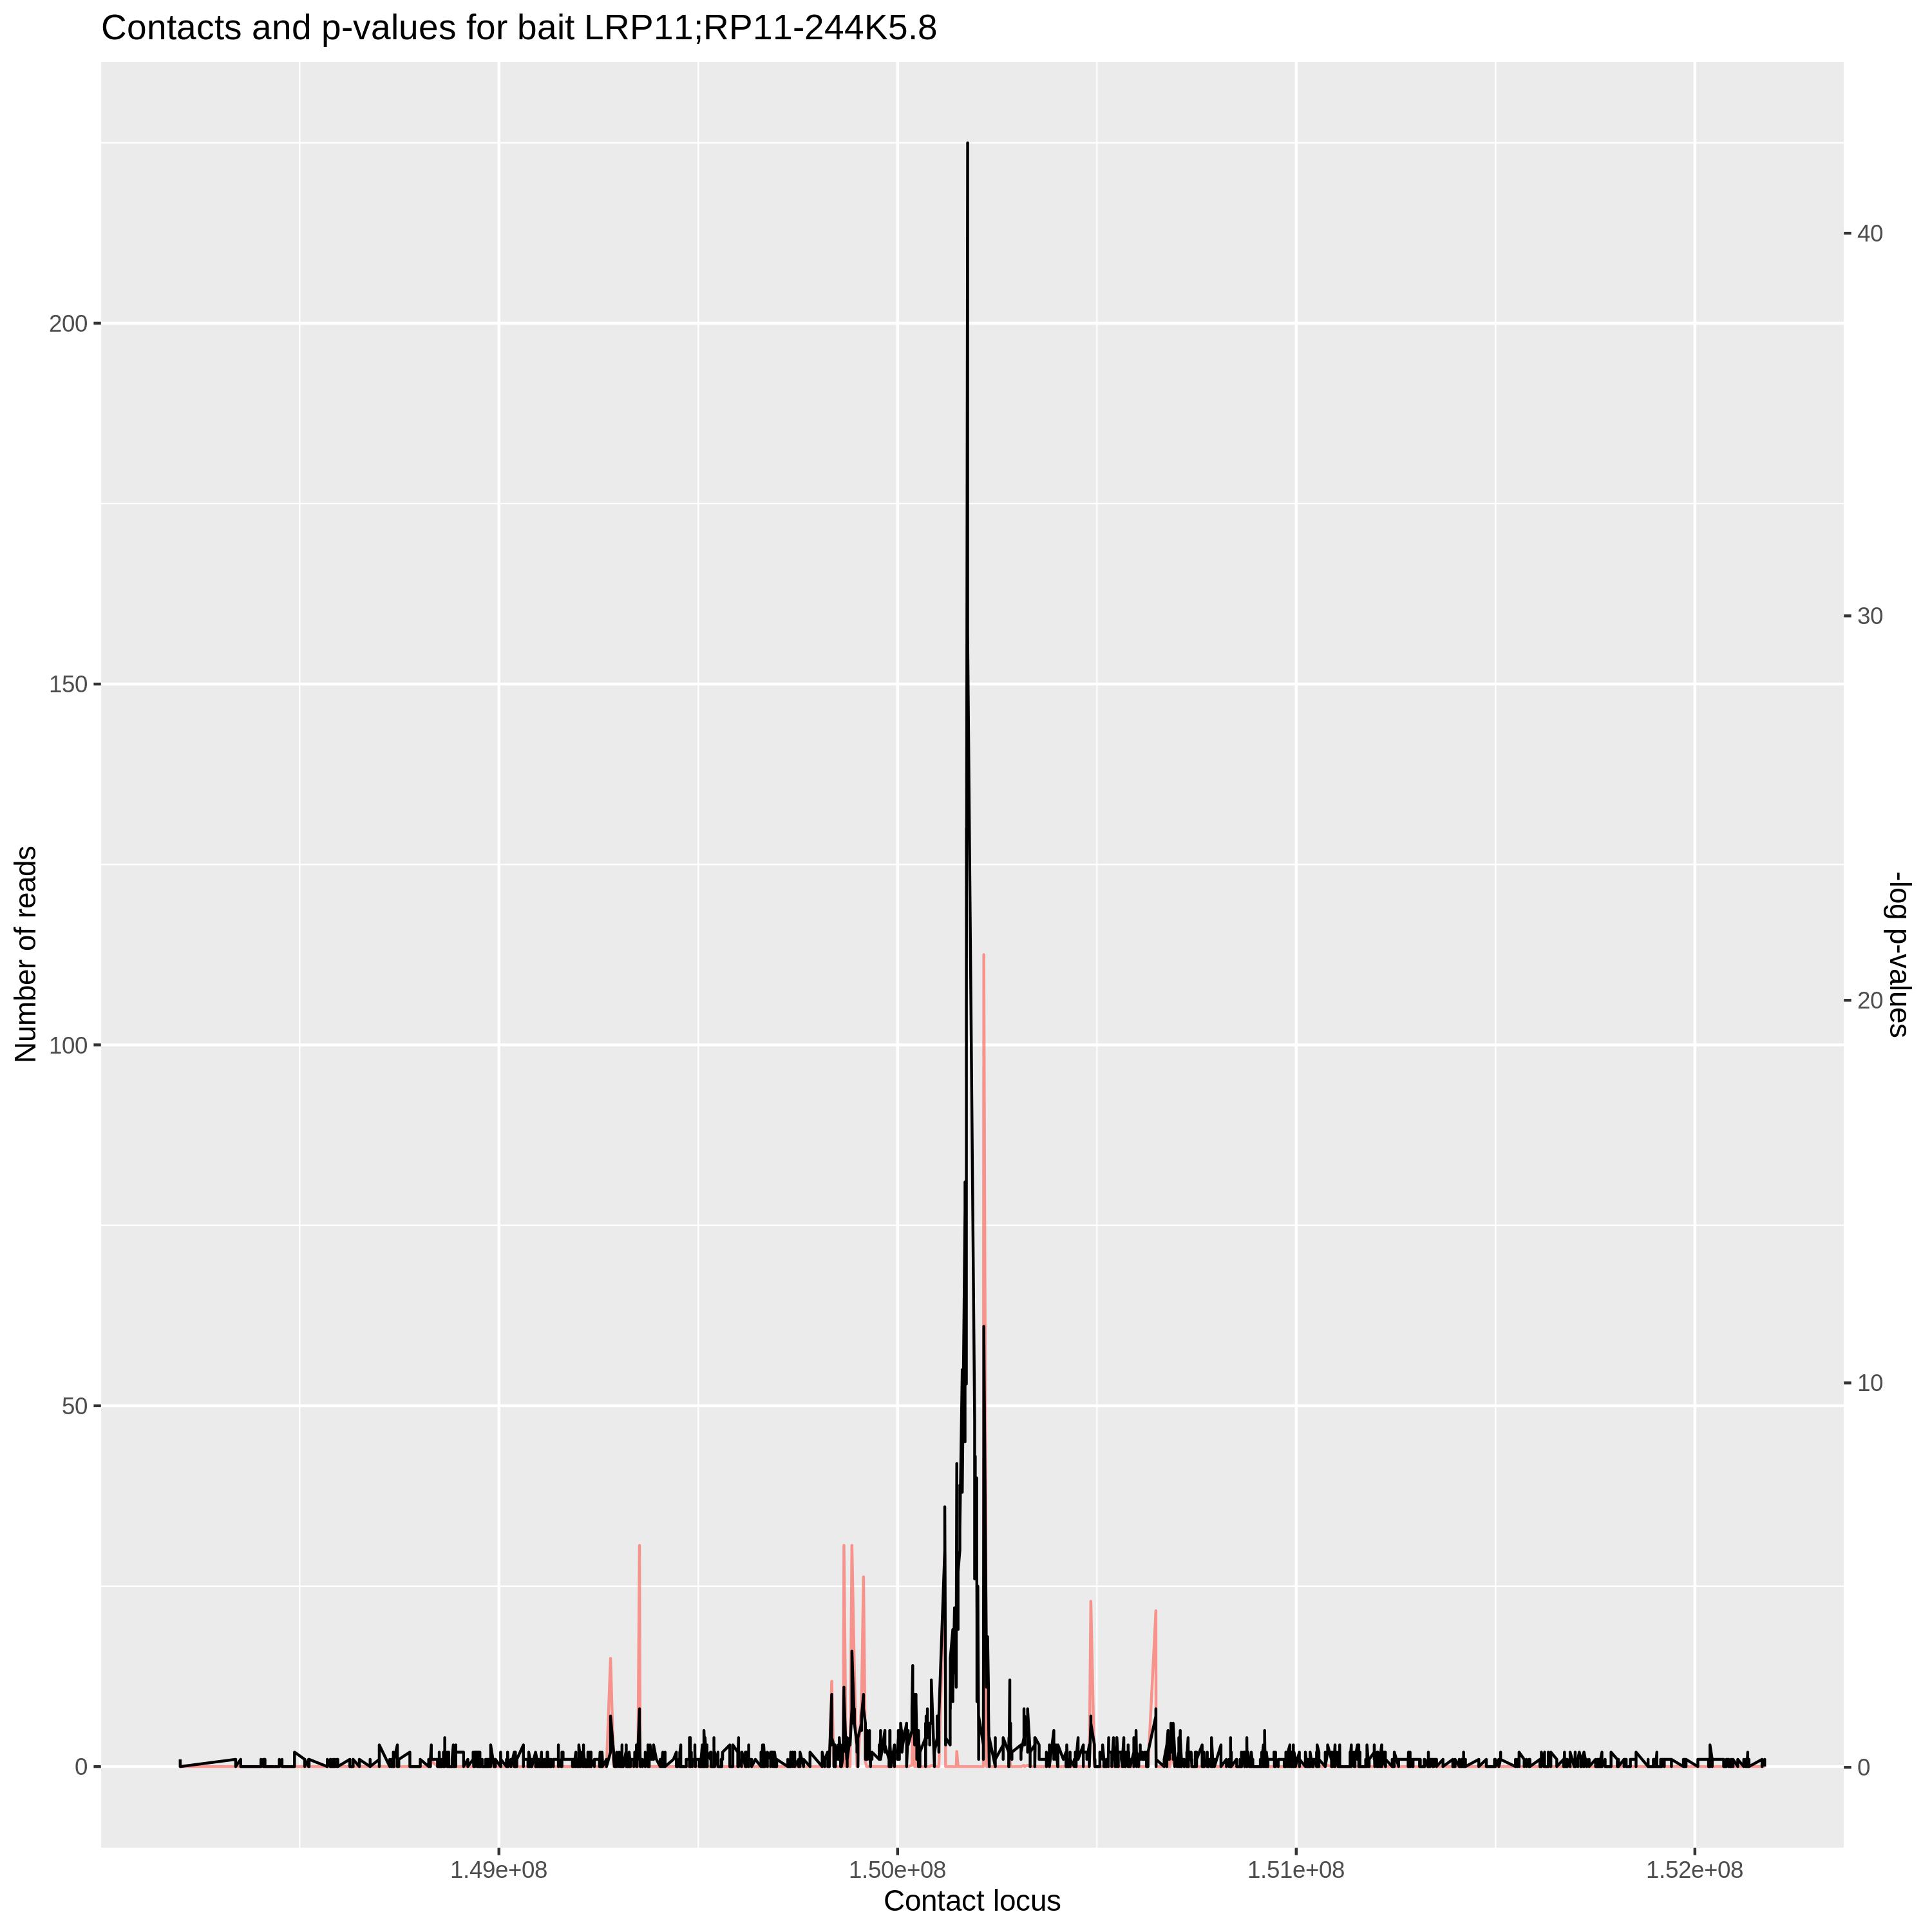 Contacts and p-values for bait LRP11;RP11-244K5.8
Number of reads
200
150
100
50
0
40
30
20
10
0
-log p-values
1.49e+08
1.50e+08
1.51e+08
1.52e+08
Contact locus